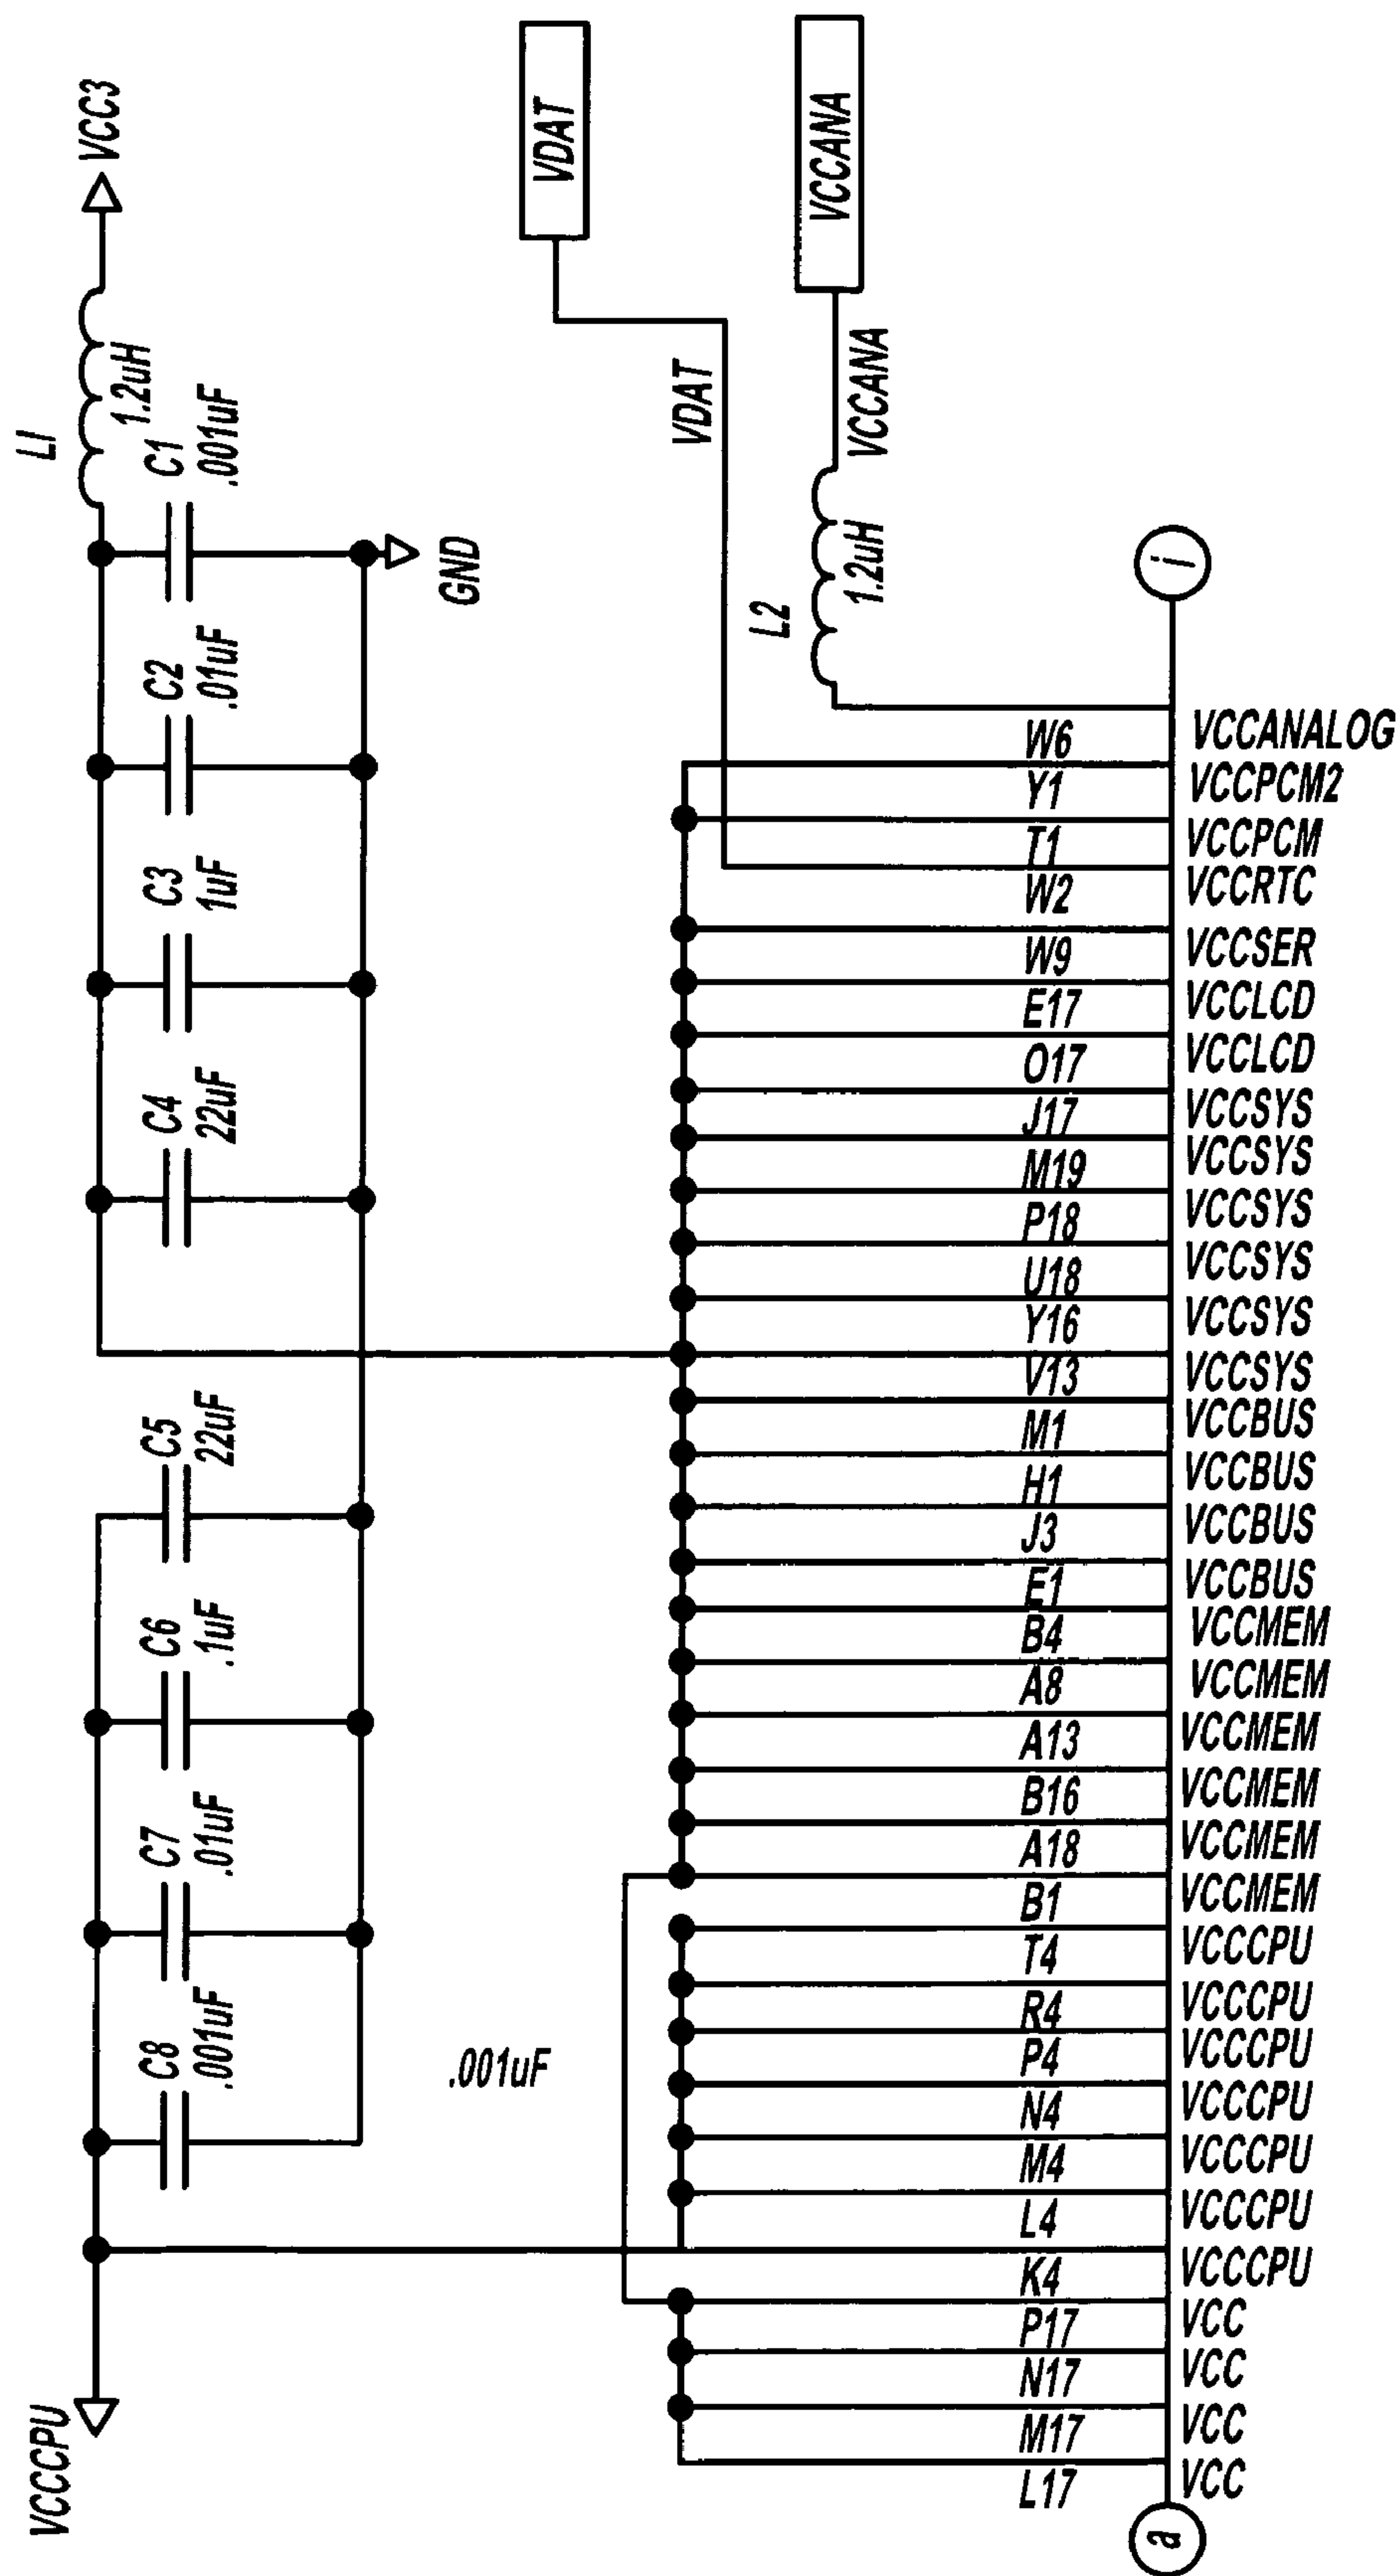 VCCCPU
C8
.001uF
C7
.01uF
C6
.1uF
C5
22uF
C4
22uF
C3
1uF
C2
.01uF
C1
.001uF
LI
1.2uH
VCC3
GND
.001uF
VDAT
VDAT
VCCANA
VCCANA
L2
1.2uH
a
L17
M17
N17
P17
K4
L4
M4
N4
P4
R4
T4
B1
A18
B16
A13
A8
B4
E1
J3
H1
M1
V13
Y16
U18
P18
M19
J17
O17
E17
W9
W2
T1
Y1
W6
i
VCC
VCC
VCC
VCC
VCCCPU
VCCCPU
VCCCPU
VCCCPU
VCCCPU
VCCCPU
VCCCPU
VCCMEM
VCCMEM
VCCMEM
VCCMEM
VCCMEM
VCCMEM
VCCBUS
VCCBUS
VCCBUS
VCCBUS
VCCSYS
VCCSYS
VCCSYS
VCCSYS
VCCSYS
VCCSYS
VCCLCD
VCCLCD
VCCSER
VCCRTC
VCCPCM
VCCPCM2
VCCANALOG